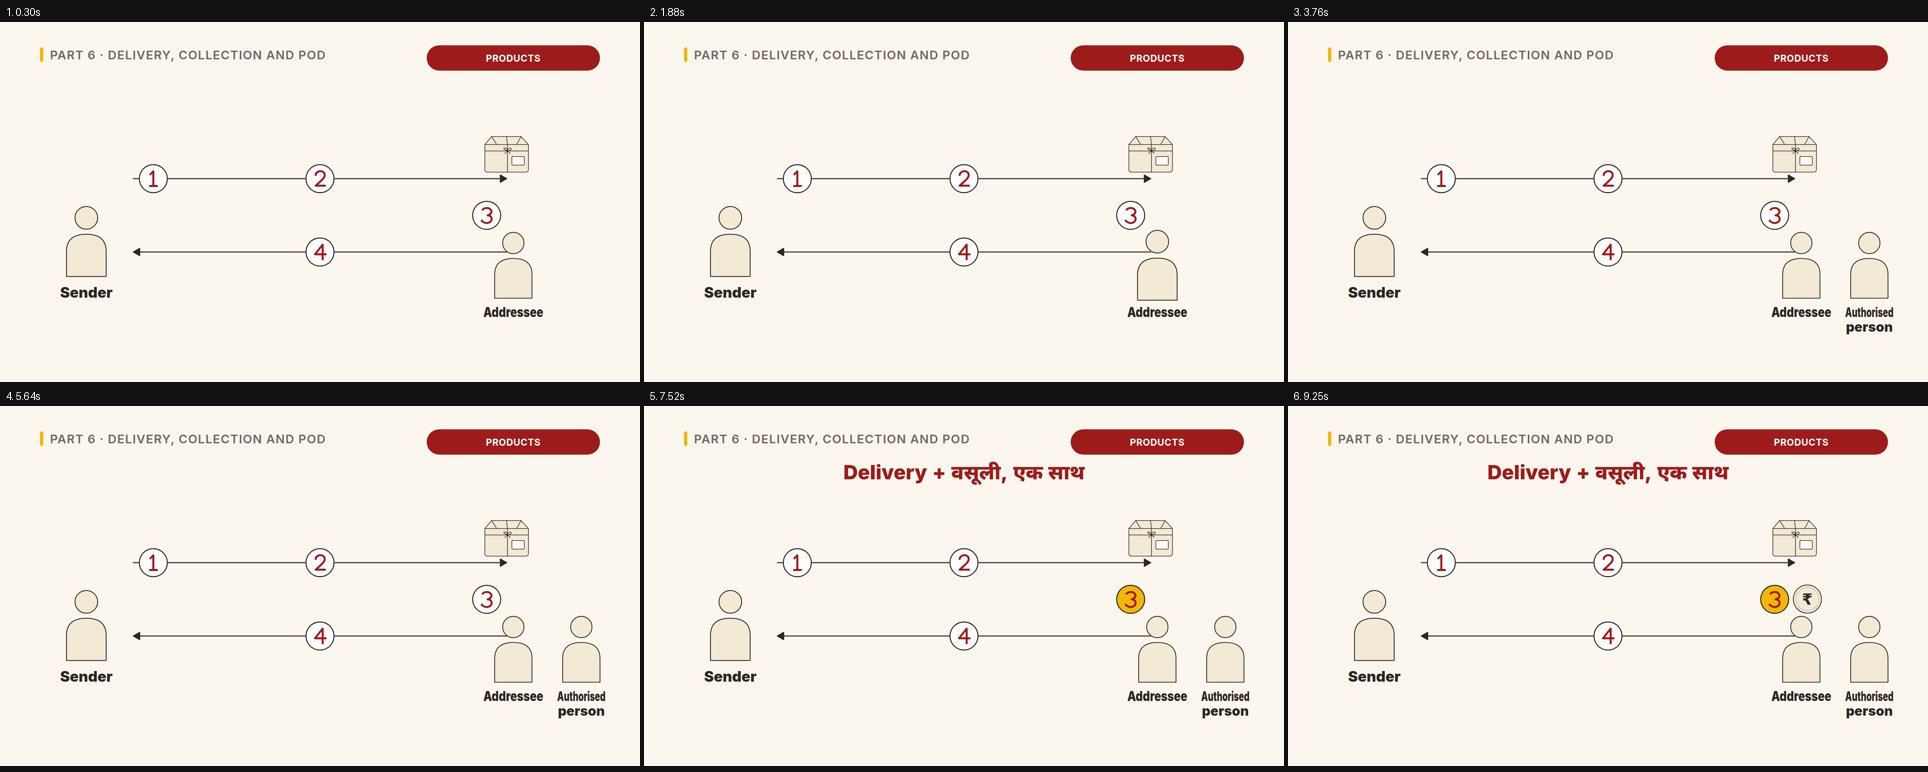 1. 0.30s
PART 6 · DELIVERY, COLLECTION AND POD
PRODUCTS
1
2
3
4
Sender
Addressee
2. 1.88s
PART 6 · DELIVERY, COLLECTION AND POD
PRODUCTS
1
2
3
4
Sender
Addressee
3. 3.76s
PART 6 · DELIVERY, COLLECTION AND POD
PRODUCTS
1
2
3
4
Sender
Addressee
Authorised
person
4. 5.64s
PART 6 · DELIVERY, COLLECTION AND POD
PRODUCTS
1
2
3
4
Sender
Addressee
Authorised
person
5. 7.52s
PART 6 · DELIVERY, COLLECTION AND POD
PRODUCTS
Delivery + वसूली, एक साथ
1
2
3
4
Sender
Addressee
Authorised
person
6. 9.25s
PART 6 · DELIVERY, COLLECTION AND POD
PRODUCTS
Delivery + वसूली, एक साथ
1
2
3 ₹
4
Sender
Addressee
Authorised
person